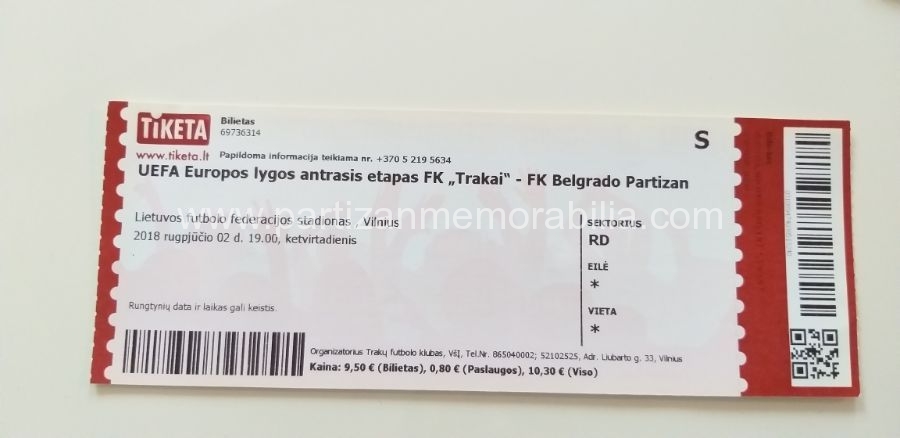 TiKETA
Bilietas
69736314
S
www.tiketa.lt Papildoma informacija teikiama nr. +370 5 219 5634
UEFA Europos lygos antrasis etapas FK „Trakai“ - FK Belgrado Partizan
www.partizanmemorabilia.com
Lietuvos futbolo federacijos stadionas , Vilnius
2018 rugpjūčio 02 d. 19.00, ketvirtadienis
SEKTORIUS
RD
EILĖ
*
VIETA
*
Rungtynių data ir laikas gali keistis.
Organizatorius Trakų futbolo klubas, VšĮ, Tel.Nr. 865040002; 52102525, Adr. Liubarto g. 33, Vilnius
Kaina: 9,50 € (Bilietas), 0,80 € (Paslaugos), 10,30 € (Viso)